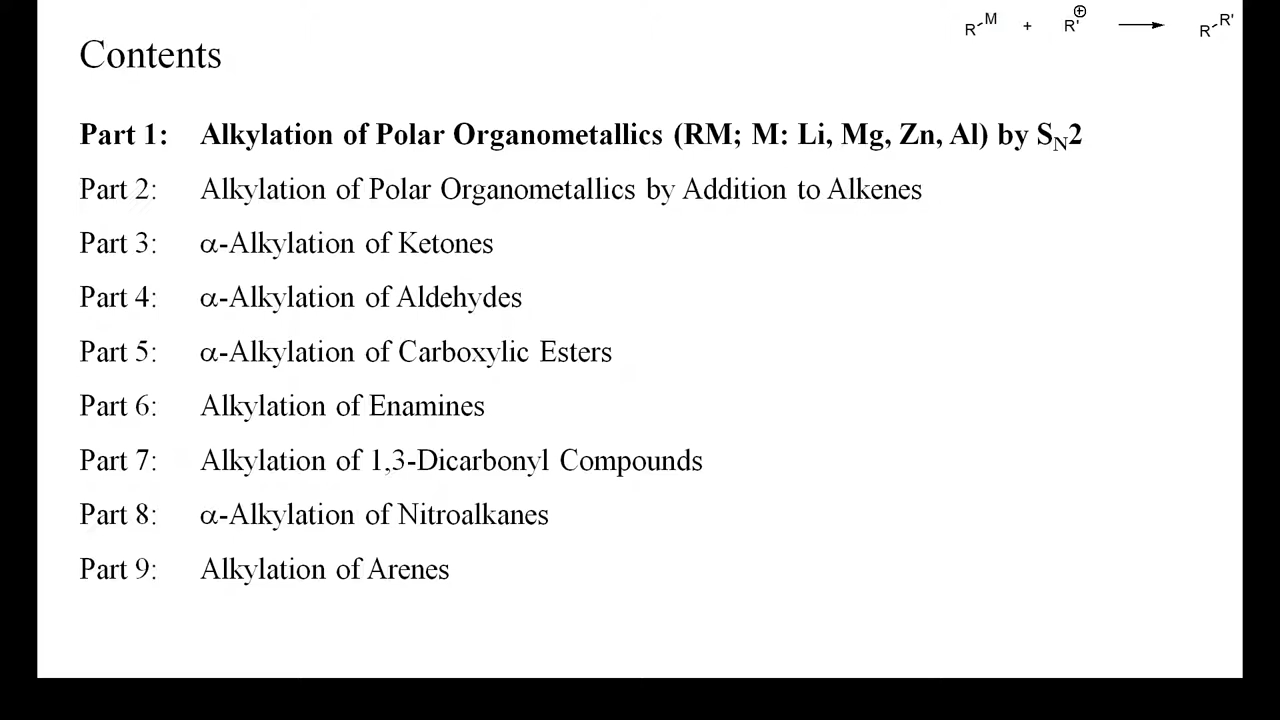 R-M + R'⊕ → R-R'
Contents
Part 1: Alkylation of Polar Organometallics (RM; M: Li, Mg, Zn, Al) by SN2
Part 2: Alkylation of Polar Organometallics by Addition to Alkenes
Part 3: α-Alkylation of Ketones
Part 4: α-Alkylation of Aldehydes
Part 5: α-Alkylation of Carboxylic Esters
Part 6: Alkylation of Enamines
Part 7: Alkylation of 1,3-Dicarbonyl Compounds
Part 8: α-Alkylation of Nitroalkanes
Part 9: Alkylation of Arenes